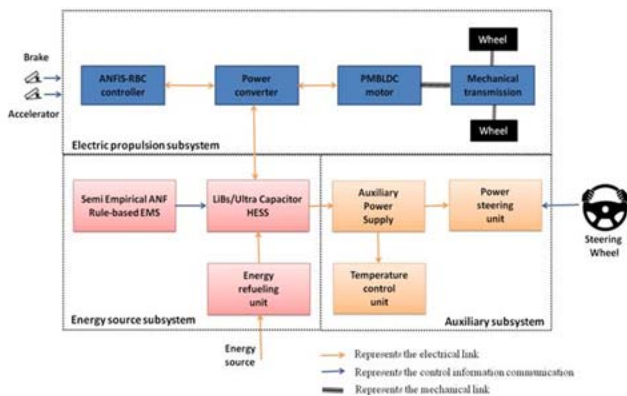 Wheel
Brake
ANFIS-RBC
controller
Power
converter
PMBLDC
motor
Mechanical
transmission
Accelerator
Wheel
Electric propulsion subsystem
Semi Empirical ANF
Rule-based EMS
LiBs/Ultra Capacitor
HESS
Auxiliary
Power
Supply
Power
steering
unit
Steering
Wheel
Energy
refueling
unit
Temperature
control
unit
Energy source subsystem
Auxiliary subsystem
Energy
source
Represents the electrical link
Represents the control information communication
Represents the mechanical link